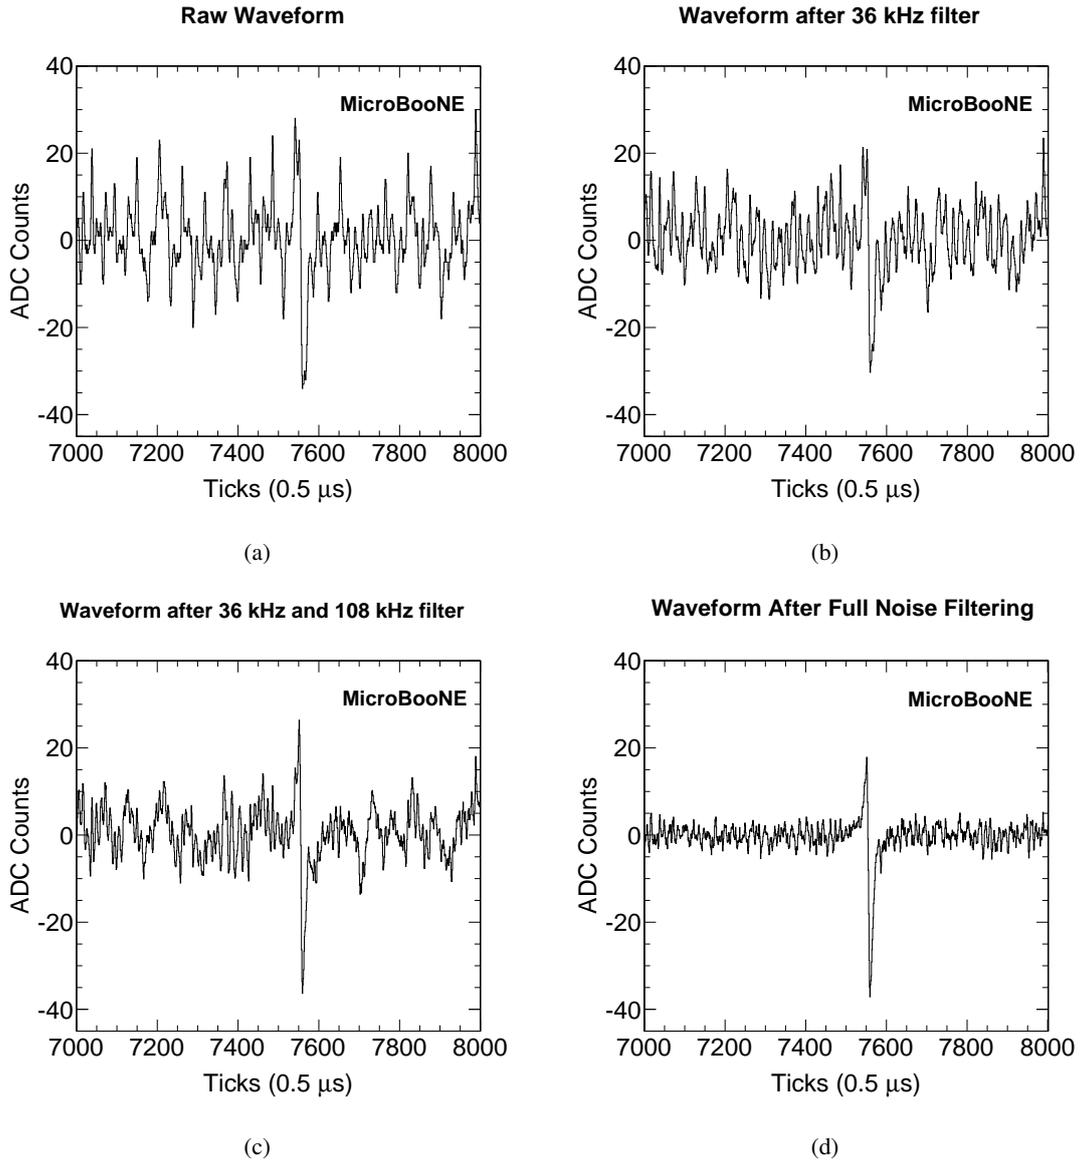 Raw Waveform
40
20
0
-20
-40
ADC Counts
MicroBooNE
7000 7200 7400 7600 7800 8000
Ticks (0.5 μs)
(a)
Waveform after 36 kHz filter
40
20
0
-20
-40
ADC Counts
MicroBooNE
7000 7200 7400 7600 7800 8000
Ticks (0.5 μs)
(b)
Waveform after 36 kHz and 108 kHz filter
40
20
0
-20
-40
ADC Counts
MicroBooNE
7000 7200 7400 7600 7800 8000
Ticks (0.5 μs)
(c)
Waveform After Full Noise Filtering
40
20
0
-20
-40
ADC Counts
MicroBooNE
7000 7200 7400 7600 7800 8000
Ticks (0.5 μs)
(d)